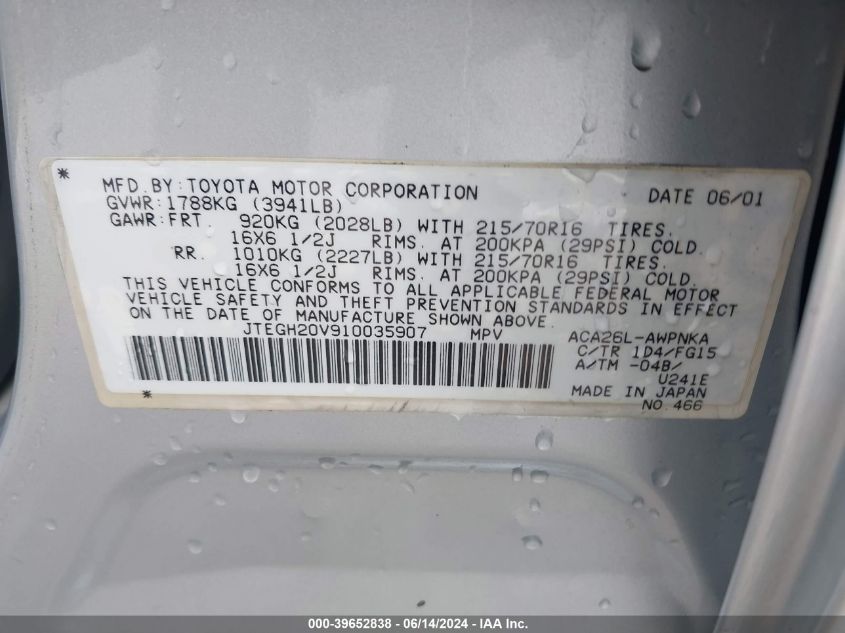 * MFD.BY:TOYOTA MOTOR CORPORATION DATE 06/01
GVWR:1788KG (3941LB)
GAWR:FRT. 920KG (2028LB) WITH 215/70R16 TIRES.
16X6 1/2J RIMS. AT 200KPA (29PSI) COLD.
RR. 1010KG (2227LB) WITH 215/70R16 TIRES.
16X6 1/2J RIMS. AT 200KPA (29PSI) COLD.
THIS VEHICLE CONFORMS TO ALL APPLICABLE FEDERAL MOTOR
VEHICLE SAFETY AND THEFT PREVENTION STANDARDS IN EFFECT
ON THE DATE OF MANUFACTURE SHOWN ABOVE.
JTEGH20V910035907 MPV ACA26L-AWPNKA
C/TR 1D4/FG15
A/TM -04B/
U241E
* MADE IN JAPAN
NO.466
000-39652838 - 06/14/2024 - IAA Inc.